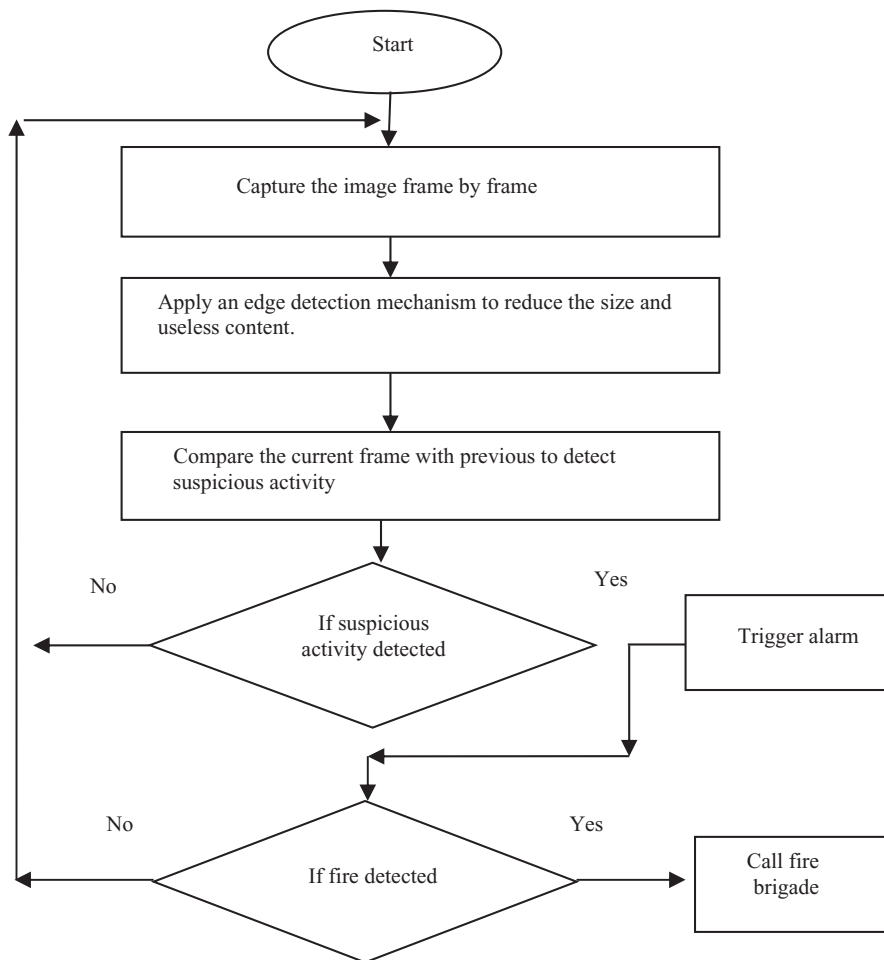 Start
Capture the image frame by frame
Apply an edge detection mechanism to reduce the size and
useless content.
Compare the current frame with previous to detect
suspicious activity
No
Yes
If suspicious
activity detected
Trigger alarm
No
Yes
If fire detected
Call fire
brigade